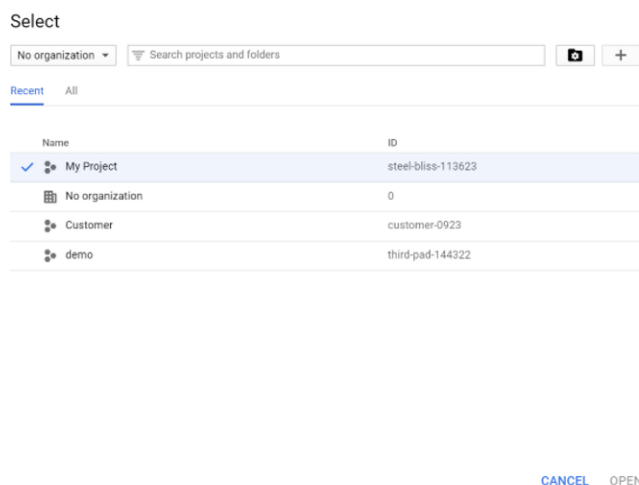 Select
No organization Search projects and folders
Recent All
Name ID
My Project steel-bliss-113623
No organization 0
Customer customer-0923
demo third-pad-144322
CANCEL OPEN